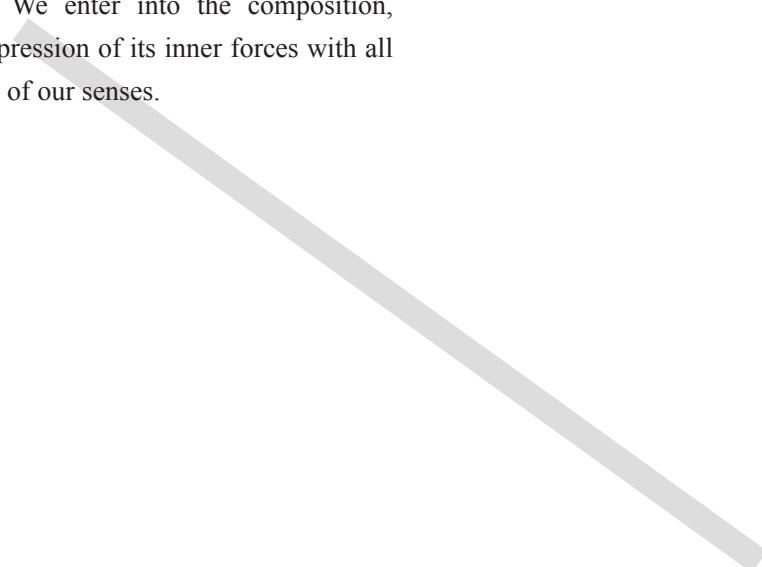 We enter into the composition,
pression of its inner forces with all
of our senses.